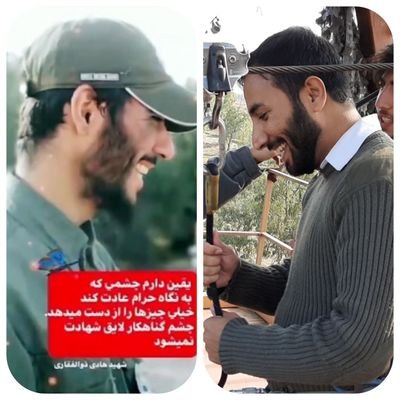 یقین دارم چشمی که
به نگاه حرام عادت کند
خیلی چیزها را از دست میدهد.
چشم گناهکار لایق شهادت
نمیشود
شهید هادی ذوالفقاری